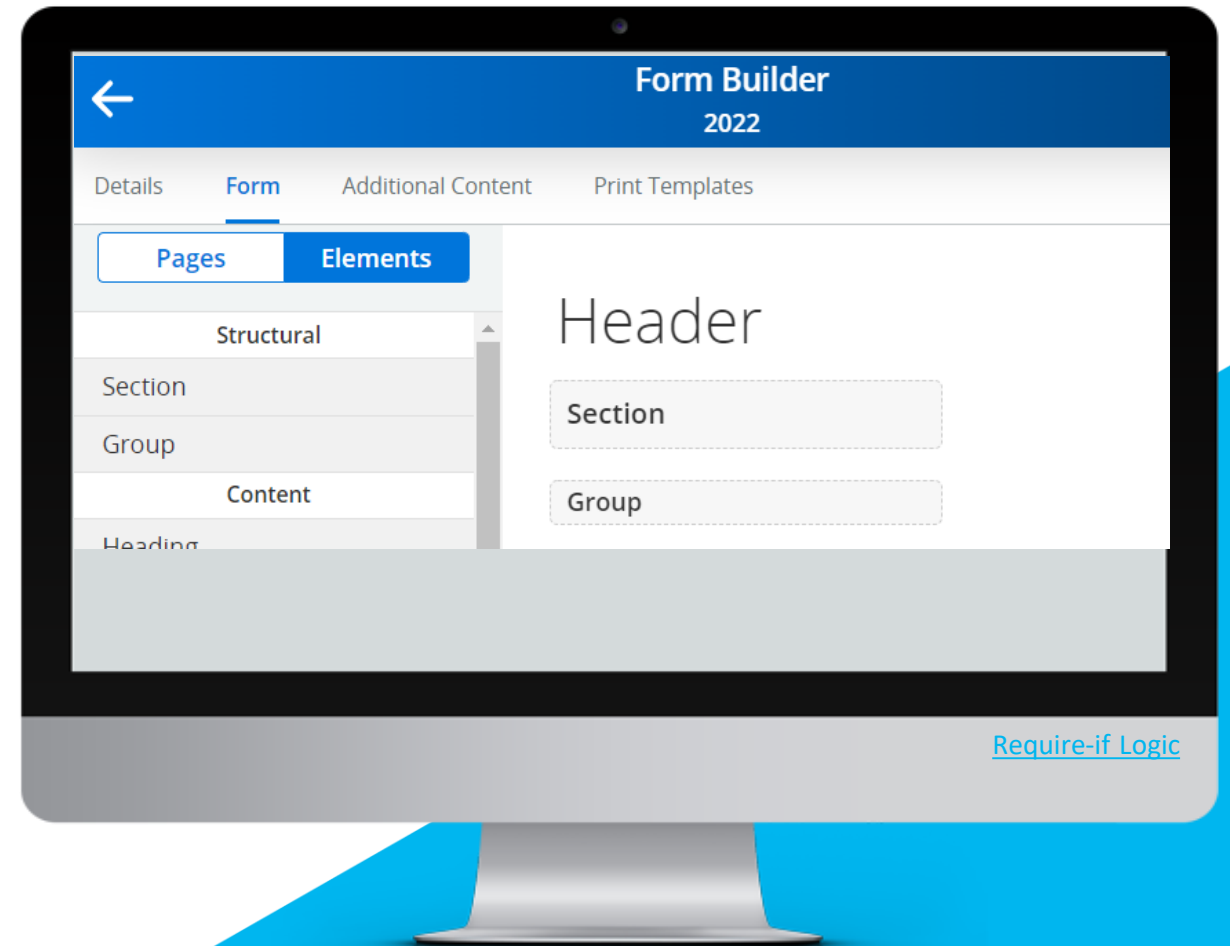 Form Builder
2022
Details Form Additional Content Print Templates
Pages Elements
Structural
Section
Group
Content
Heading
Header
Section
Group
Require-if Logic